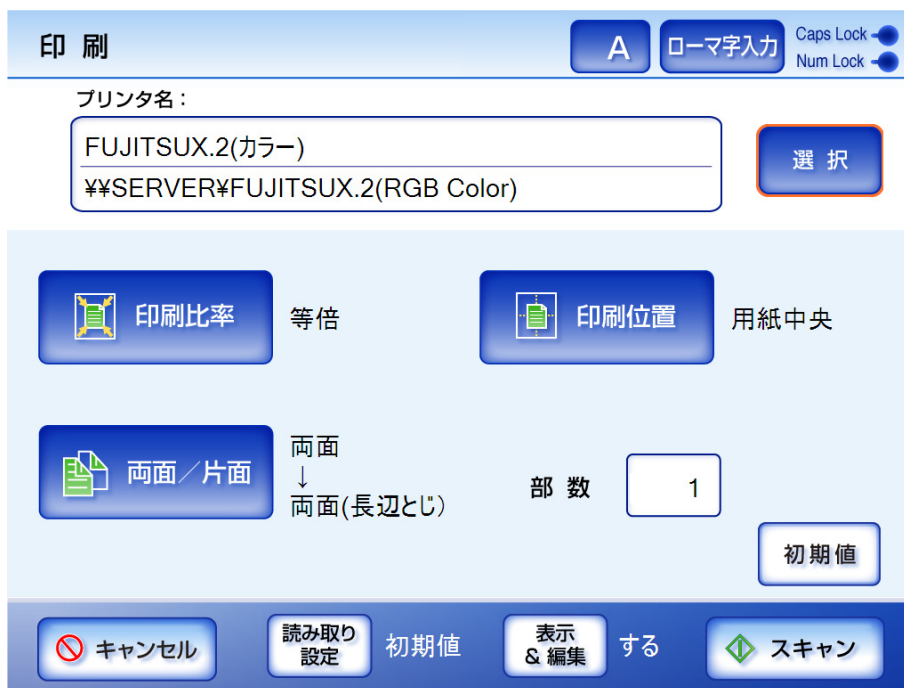 印 刷
A
ローマ字入力
Caps Lock
Num Lock
プリンタ名：
FUJITSUX.2(カラー)
¥¥SERVER¥FUJITSUX.2(RGB Color)
選 択
印刷比率
等倍
印刷位置
用紙中央
両面／片面
両面
↓
両面(長辺とじ)
部 数
1
初期値
キャンセル
読み取り
設定
初期値
表示
& 編集
する
スキャン